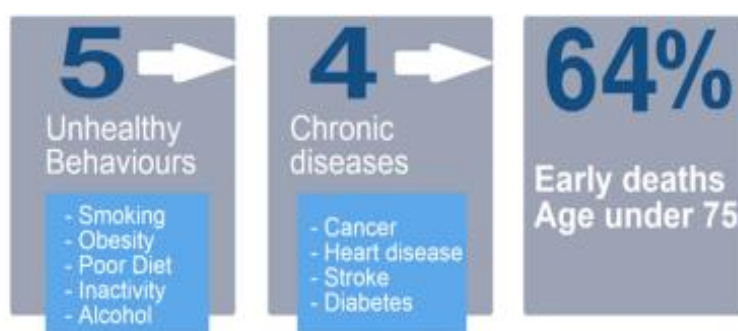 5
Unhealthy
Behaviours
- Smoking
- Obesity
- Poor Diet
- Inactivity
- Alcohol
4
Chronic
diseases
- Cancer
- Heart disease
- Stroke
- Diabetes
64%
Early deaths
Age under 75